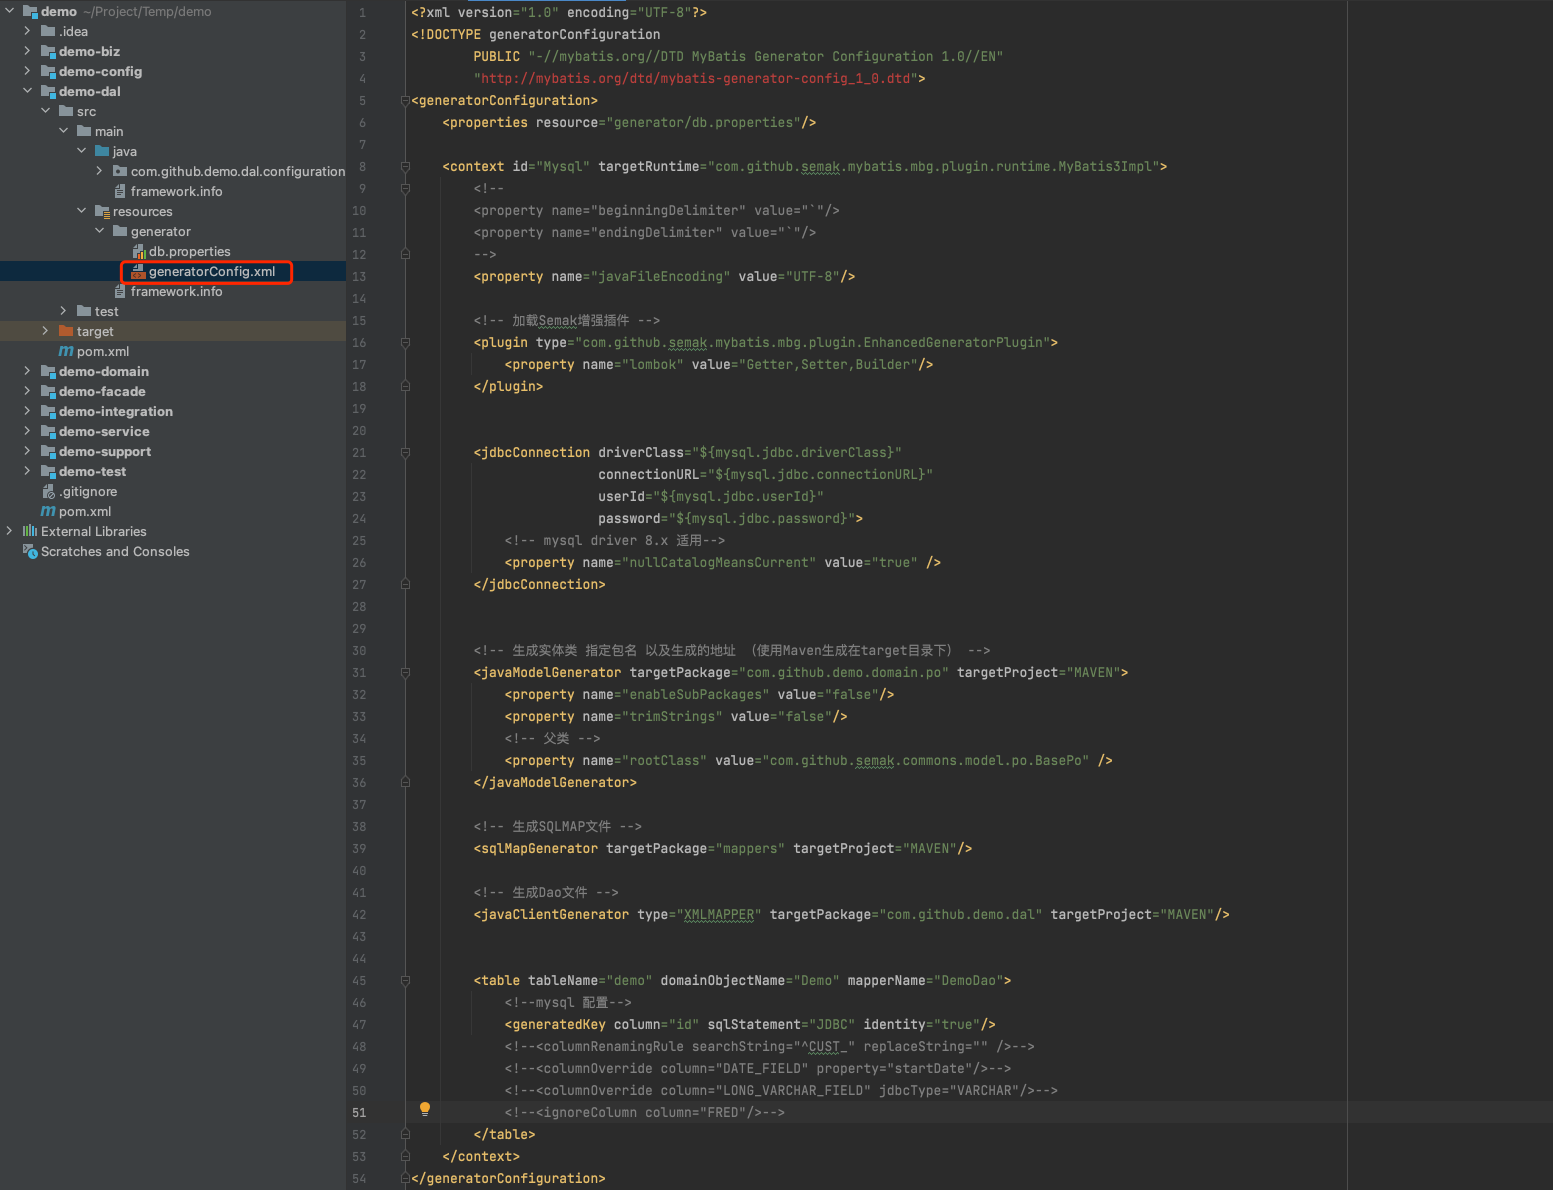 demo ~/Project/Temp/demo
.idea
demo-biz
demo-config
demo-dal
src
main
java
com.github.demo.dal.configuration
framework.info
resources
generator
db.properties
generatorConfig.xml
framework.info
test
target
pom.xml
demo-domain
demo-facade
demo-integration
demo-service
demo-support
demo-test
.gitignore
pom.xml
External Libraries
Scratches and Consoles
1 <?xml version="1.0" encoding="UTF-8"?>
2 <!DOCTYPE generatorConfiguration
3 PUBLIC "-//mybatis.org//DTD MyBatis Generator Configuration 1.0//EN"
4 "http://mybatis.org/dtd/mybatis-generator-config_1_0.dtd">
5 <generatorConfiguration>
6 <properties resource="generator/db.properties"/>
7
8 <context id="Mysql" targetRuntime="com.github.semak.mybatis.mbg.plugin.runtime.MyBatis3Impl">
9 <!--
10 <property name="beginningDelimiter" value="`"/>
11 <property name="endingDelimiter" value="`"/>
12 -->
13 <property name="javaFileEncoding" value="UTF-8"/>
14
15 <!-- 加载Semak增强插件 -->
16 <plugin type="com.github.semak.mybatis.mbg.plugin.EnhancedGeneratorPlugin">
17 <property name="lombok" value="Getter,Setter,Builder"/>
18 </plugin>
19
20
21 <jdbcConnection driverClass="${mysql.jdbc.driverClass}"
22 connectionURL="${mysql.jdbc.connectionURL}"
23 userId="${mysql.jdbc.userId}"
24 password="${mysql.jdbc.password}">
25 <!-- mysql driver 8.x 适用-->
26 <property name="nullCatalogMeansCurrent" value="true" />
27 </jdbcConnection>
28
29
30 <!-- 生成实体类 指定包名 以及生成的地址 （使用Maven生成在target目录下） -->
31 <javaModelGenerator targetPackage="com.github.demo.domain.po" targetProject="MAVEN">
32 <property name="enableSubPackages" value="false"/>
33 <property name="trimStrings" value="false"/>
34 <!-- 父类 -->
35 <property name="rootClass" value="com.github.semak.commons.model.po.BasePo" />
36 </javaModelGenerator>
37
38 <!-- 生成SQLMAP文件 -->
39 <sqlMapGenerator targetPackage="mappers" targetProject="MAVEN"/>
40
41 <!-- 生成Dao文件 -->
42 <javaClientGenerator type="XMLMAPPER" targetPackage="com.github.demo.dal" targetProject="MAVEN"/>
43
44
45 <table tableName="demo" domainObjectName="Demo" mapperName="DemoDao">
46 <!--mysql 配置-->
47 <generatedKey column="id" sqlStatement="JDBC" identity="true"/>
48 <!--<columnRenamingRule searchString="^CUST_" replaceString="" />-->
49 <!--<columnOverride column="DATE_FIELD" property="startDate"/>-->
50 <!--<columnOverride column="LONG_VARCHAR_FIELD" jdbcType="VARCHAR"/>-->
51 <!--<ignoreColumn column="FRED"/>-->
52 </table>
53 </context>
54 </generatorConfiguration>